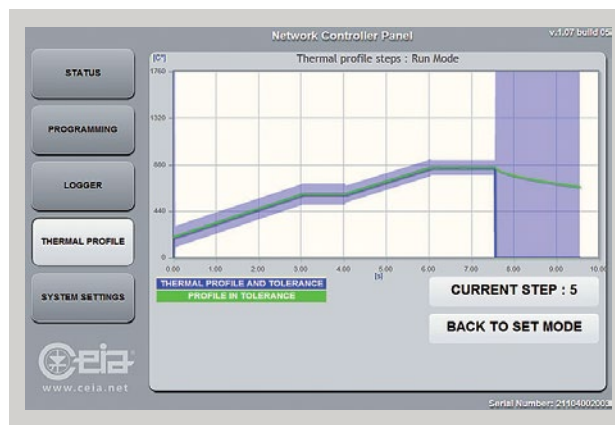 Network Controller Panel
v.1.07 build 05
STATUS
PROGRAMMING
LOGGER
THERMAL PROFILE
SYSTEM SETTINGS
Ceia
www.ceia.net
Thermal profile steps : Run Mode
[C°]
1760
1320
880
440
0
0.00 1.00 2.00 3.00 4.00 5.00 6.00 7.00 8.00 9.00 10.00
[s]
THERMAL PROFILE AND TOLERANCE
PROFILE IN TOLERANCE
CURRENT STEP : 5
BACK TO SET MODE
Serial Number: 21104002003